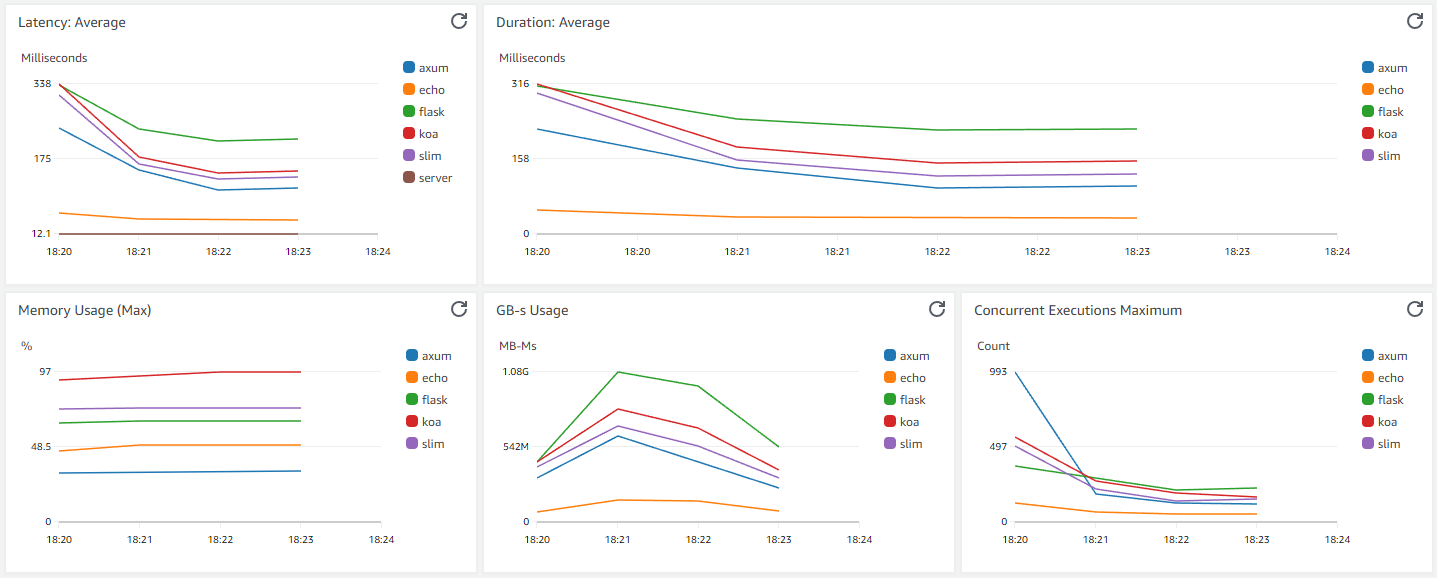 Latency: Average
Milliseconds
338
175
12.1
18:20 18:21 18:22 18:23 18:24
axum
echo
flask
koa
slim
server
Duration: Average
Milliseconds
316
158
0
18:20 18:20 18:21 18:21 18:22 18:22 18:23 18:23 18:24
axum
echo
flask
koa
slim
Memory Usage (Max)
%
97
48.5
0
18:20 18:21 18:22 18:23 18:24
axum
echo
flask
koa
slim
GB-s Usage
MB-Ms
1.08G
542M
0
18:20 18:21 18:22 18:23 18:24
axum
echo
flask
koa
slim
Concurrent Executions Maximum
Count
993
497
0
18:20 18:21 18:22 18:23 18:24
axum
echo
flask
koa
slim